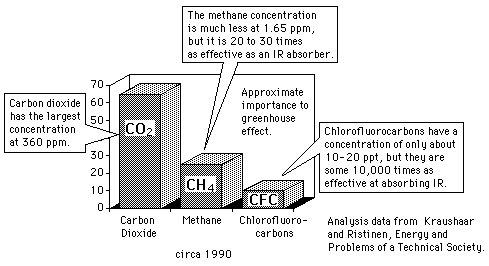 The methane concentration
is much less at 1.65 ppm,
but it is 20 to 30 times
as effective as an IR absorber.
Carbon dioxide
has the largest
concentration
at 360 ppm.
Approximate
importance to
greenhouse
effect.
Chlorofluorocarbons have a
concentration of only about
10-20 ppt, but they are
some 10,000 times as
effective at absorbing IR.
70
60
50
30
20
10
0
CO2
CH4
CFC
Carbon
Dioxide
Methane
Chlorofluoro-
carbons
circa 1990
Analysis data from Kraushaar
and Ristinen, Energy and
Problems of a Technical Society.